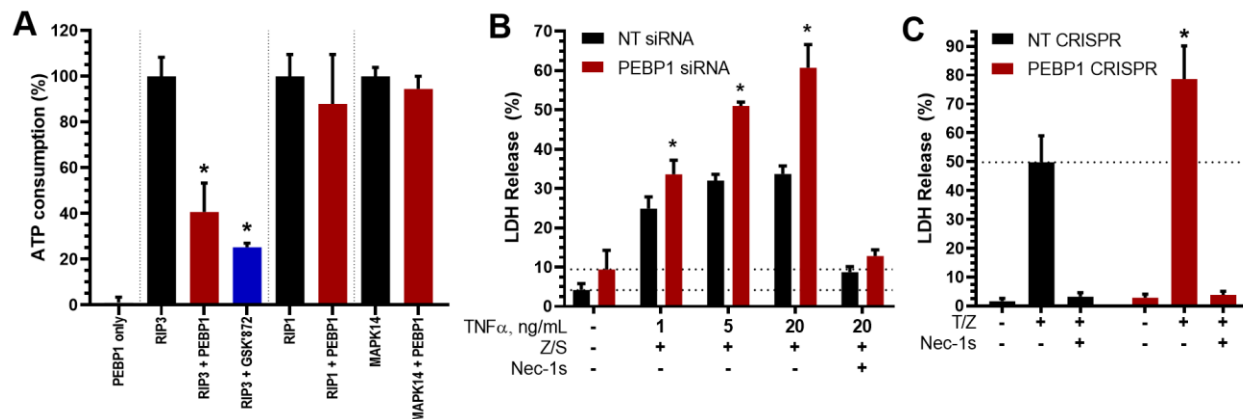 A
ATP consumption (%)
120
100
80
60
40
20
0
PEBP1 only
RIP3
RIP3 + PEBP1
RIP3 + GSK'872
RIP1
RIP1 + PEBP1
MAPK14
MAPK14 + PEBP1
* *
B
NT siRNA
PEBP1 siRNA
LDH Release (%)
70
60
50
40
30
20
10
0
* * *
TNFα, ng/mL - 1 5 20 20
Z/S - + + + +
Nec-1s - - - - +
C
NT CRISPR
PEBP1 CRISPR
LDH Release (%)
90
80
70
60
50
40
30
20
10
0
*
T/Z - + + - + +
Nec-1s - - + - - +